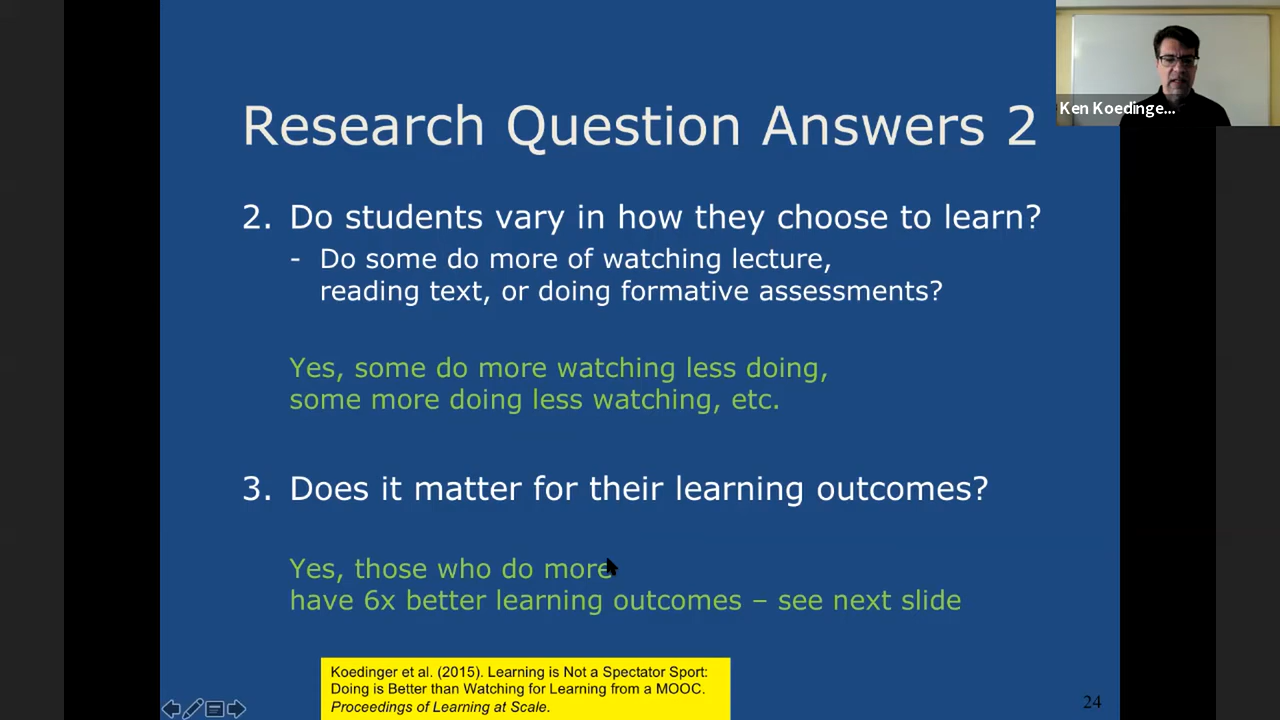 Ken Koedinge...
Research Question Answers 2
2. Do students vary in how they choose to learn?
- Do some do more of watching lecture,
reading text, or doing formative assessments?
Yes, some do more watching less doing,
some more doing less watching, etc.
3. Does it matter for their learning outcomes?
Yes, those who do more
have 6x better learning outcomes – see next slide
Koedinger et al. (2015). Learning is Not a Spectator Sport:
Doing is Better than Watching for Learning from a MOOC.
Proceedings of Learning at Scale.
24